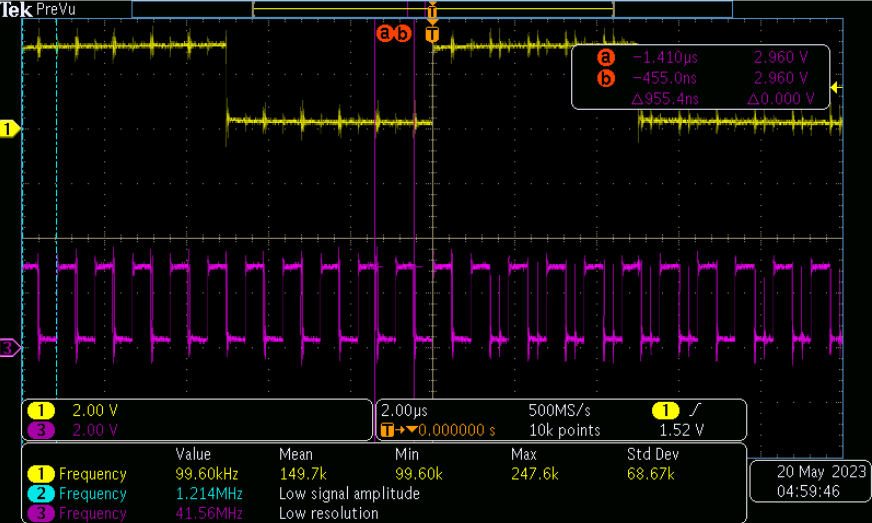 Tek PreVu
T
a b T
a -1.410µs 2.960 V
b -455.0ns 2.960 V
△955.4ns △0.000 V
1
3
1 2.00 V
3 2.00 V
2.00µs 500MS/s 1
T→▼0.000000 s 10k points 1.52 V
Value Mean Min Max Std Dev
1 Frequency 99.60kHz 149.7k 99.60k 247.6k 68.67k
2 Frequency 1.214MHz Low signal amplitude
3 Frequency 41.56MHz Low resolution
20 May 2023
04:59:46